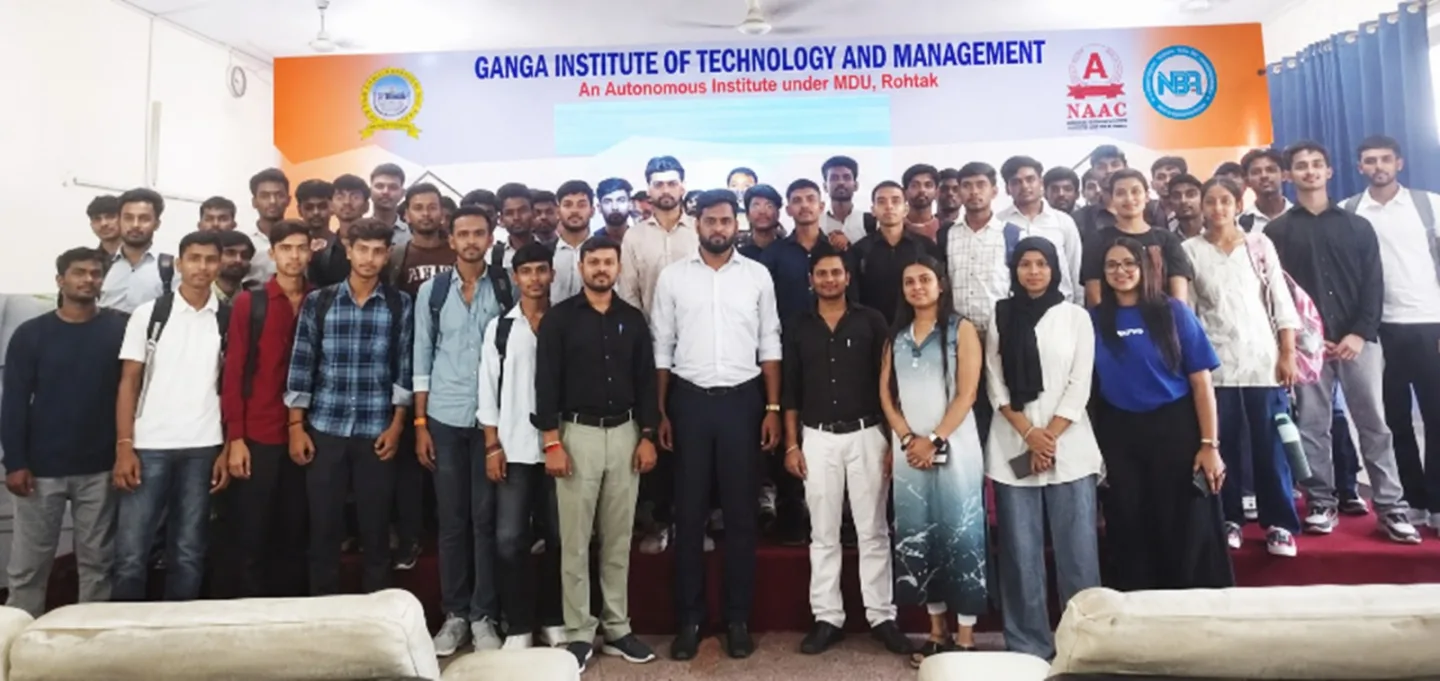 GANGA INSTITUTE OF TECHNOLOGY AND MANAGEMENT
An Autonomous Institute under MDU, Rohtak
A
NAAC
NBA